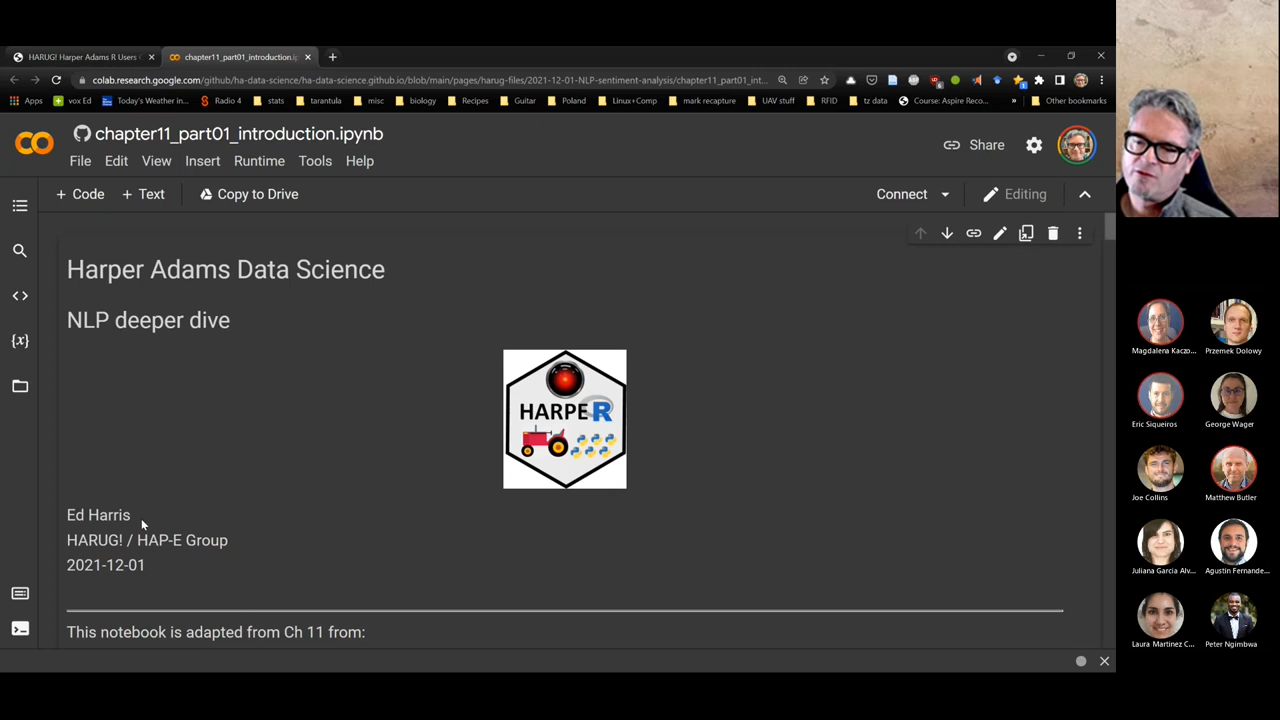 HARUG! Harper Adams R Users
chapter11_part01_introduction.ip
colab.research.google.com/github/ha-data-science/ha-data-science.github.io/blob/main/pages/harug-files/2021-12-01-NLP-sentiment-analysis/chapter11_part01_int...
Apps vox Ed Today's Weather in... Radio 4 stats tarantula misc biology Recipes Guitar Poland Linux+Comp mark recapture UAV stuff RFID tz data Course: Aspire Reco... » Other bookmarks
CO chapter11_part01_introduction.ipynb
File Edit View Insert Runtime Tools Help
Share
+ Code + Text Copy to Drive
Connect Editing
Harper Adams Data Science
NLP deeper dive
HARPER
Ed Harris
HARUG! / HAP-E Group
2021-12-01
This notebook is adapted from Ch 11 from:
Magdalena Kaczo... Przemek Dolowy
Eric Siqueiros George Wager
Joe Collins Matthew Butler
Juliana Garcia Alv... Agustin Fernande...
Laura Martinez C... Peter Ngimbwa